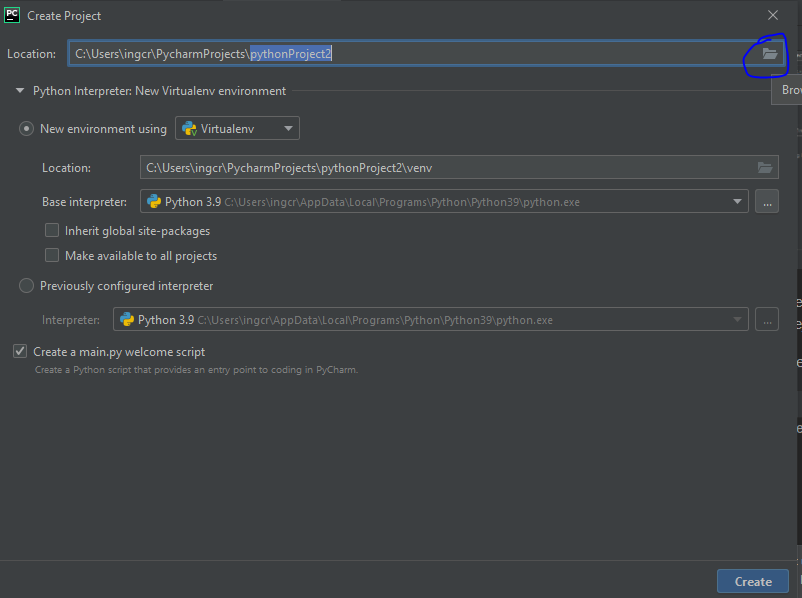 PC Create Project
Location: C:\Users\ingcr\PycharmProjects\pythonProject2
Python Interpreter: New Virtualenv environment
Bro
New environment using Virtualenv
Location: C:\Users\ingcr\PycharmProjects\pythonProject2\venv
Base interpreter: Python 3.9 C:\Users\ingcr\AppData\Local\Programs\Python\Python39\python.exe ...
Inherit global site-packages
Make available to all projects
Previously configured interpreter
Interpreter: Python 3.9 C:\Users\ingcr\AppData\Local\Programs\Python\Python39\python.exe ...
Create a main.py welcome script
Create a Python script that provides an entry point to coding in PyCharm.
Create